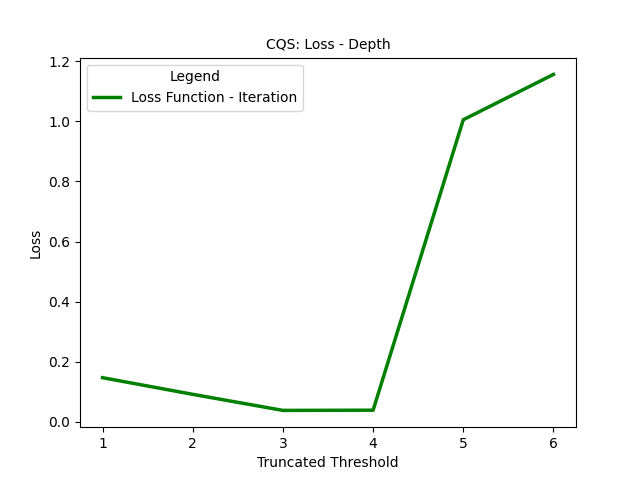 CQS: Loss - Depth
Legend
Loss Function - Iteration
1.2
1.0
0.8
0.6
0.4
0.2
0.0
Loss
1 2 3 4 5 6
Truncated Threshold